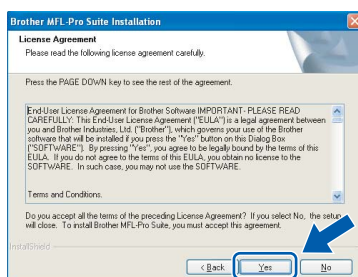 Brother MFL-Pro Suite Installation
License Agreement
Please read the following license agreement carefully.
Press the PAGE DOWN key to see the rest of the agreement.
End-User License Agreement for Brother Software IMPORTANT- PLEASE READ
CAREFULLY: This End-User License Agreement ("EULA") is a legal agreement between
you and Brother Industries, Ltd. ("Brother"), which governs your use of the Brother
software that will be installed if you press the "Yes" button on this Dialog Box
("SOFTWARE"). By pressing "Yes", you agree to be legally bound by the terms of this
EULA. If you do not agree to the terms of this EULA, you obtain no license to the
SOFTWARE. In such case, you may not use the SOFTWARE.
Terms and Conditions.
Do you accept all the terms of the preceding License Agreement? If you select No, the setup
will close. To install Brother MFL-Pro Suite, you must accept this agreement.
InstallShield
< Back
Yes
No